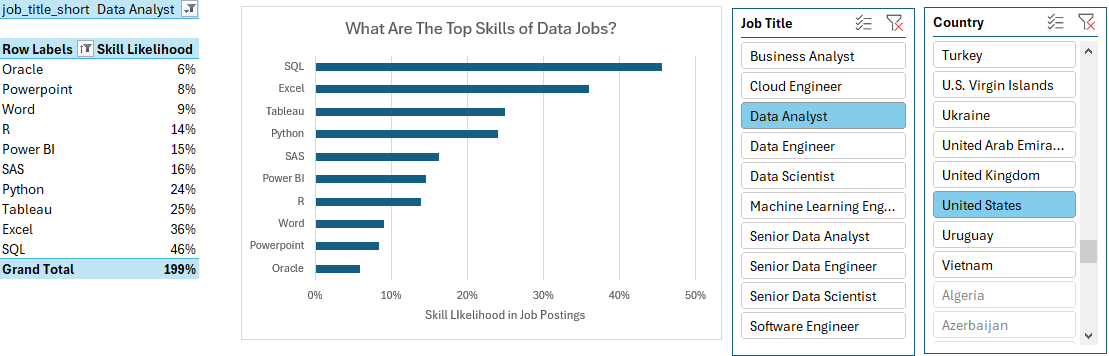 job_title_short Data Analyst
Row Labels Skill Likelihood
Oracle 6%
Powerpoint 8%
Word 9%
R 14%
Power BI 15%
SAS 16%
Python 24%
Tableau 25%
Excel 36%
SQL 46%
Grand Total 199%
What Are The Top Skills of Data Jobs?
SQL
Excel
Tableau
Python
SAS
Power BI
R
Word
Powerpoint
Oracle
0% 10% 20% 30% 40% 50%
Skill LIkelihood in Job Postings
Job Title
Business Analyst
Cloud Engineer
Data Analyst
Data Engineer
Data Scientist
Machine Learning Eng...
Senior Data Analyst
Senior Data Engineer
Senior Data Scientist
Software Engineer
Country
Turkey
U.S. Virgin Islands
Ukraine
United Arab Emira...
United Kingdom
United States
Uruguay
Vietnam
Algeria
Azerbaijan